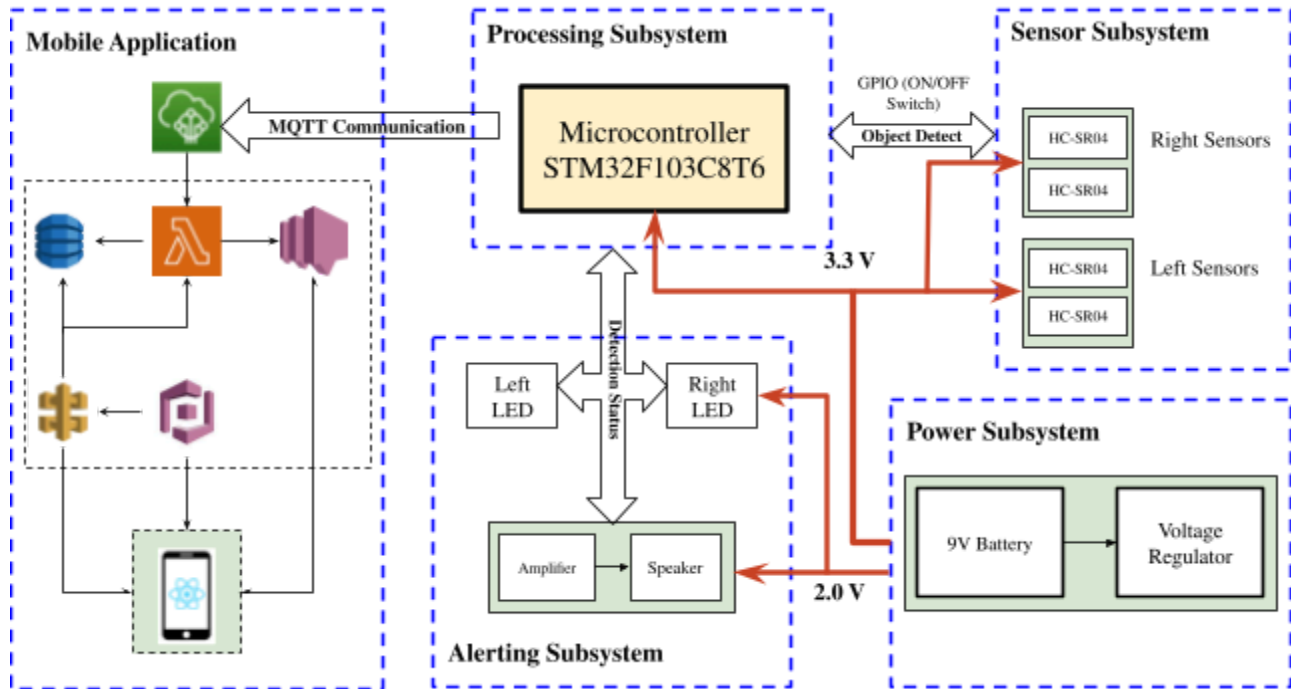 Mobile Application
MQTT Communication
Processing Subsystem
Microcontroller
STM32F103C8T6
GPIO (ON/OFF
Switch)
Object Detect
Sensor Subsystem
HC-SR04
HC-SR04
Right Sensors
HC-SR04
HC-SR04
Left Sensors
3.3 V
Detection Status
Left
LED
Right
LED
Amplifier
Speaker
Alerting Subsystem
2.0 V
Power Subsystem
9V Battery
Voltage
Regulator